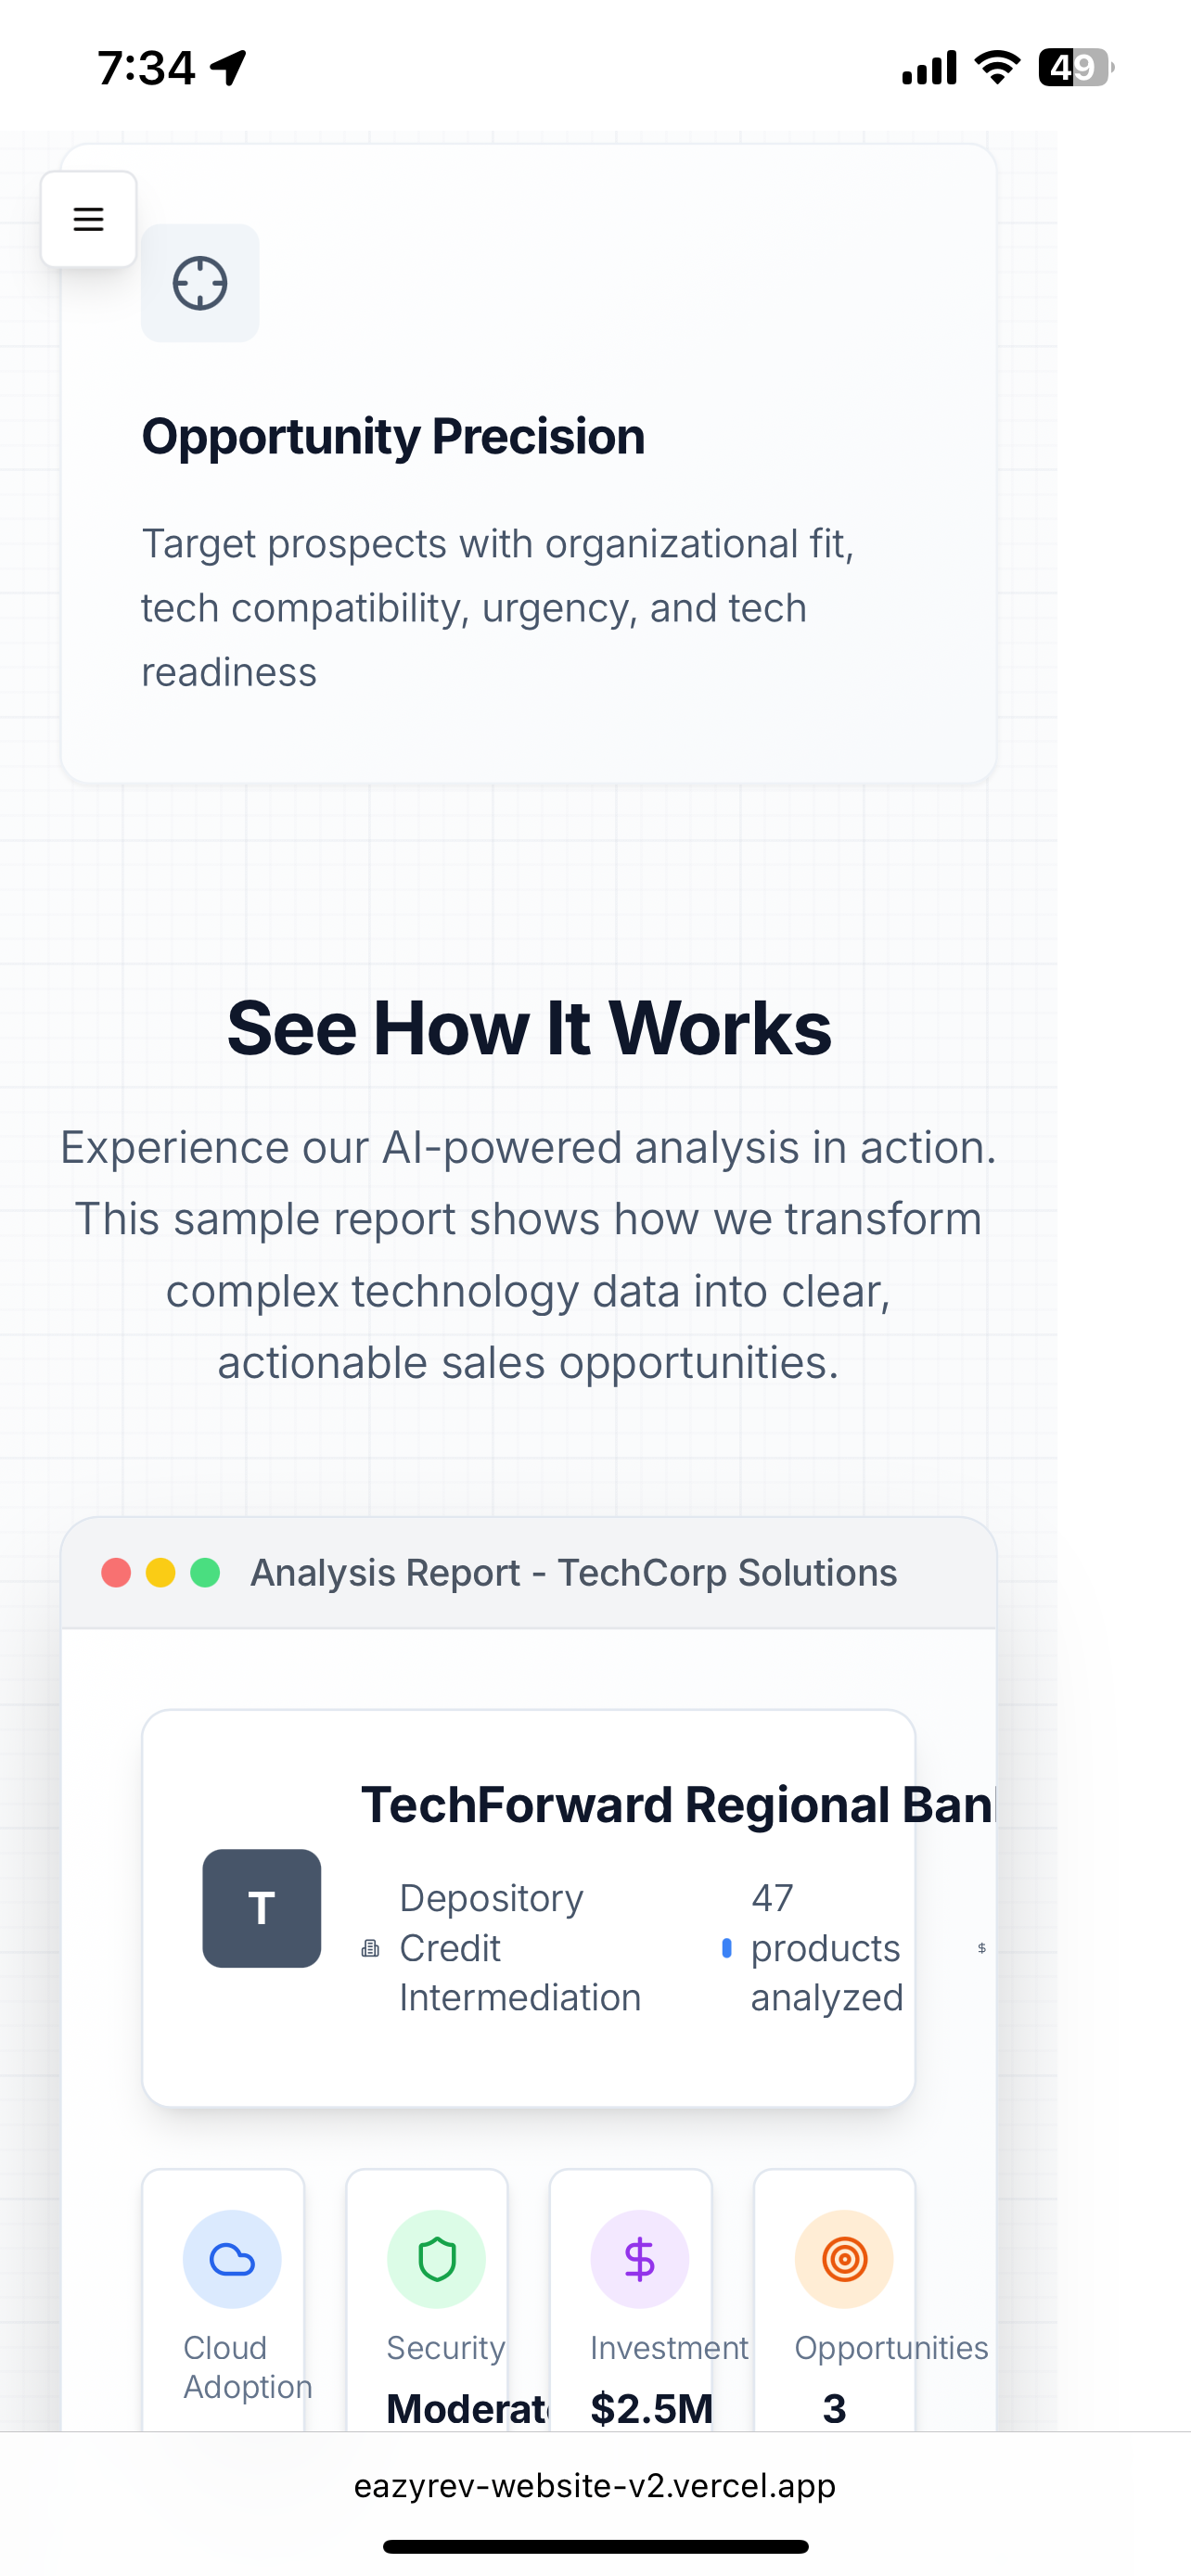 7:34
49
Opportunity Precision
Target prospects with organizational fit,
tech compatibility, urgency, and tech
readiness
See How It Works
Experience our AI-powered analysis in action.
This sample report shows how we transform
complex technology data into clear,
actionable sales opportunities.
Analysis Report - TechCorp Solutions
TechForward Regional Ban
T
Depository
Credit
Intermediation
47
products
analyzed
$
Cloud
Adoption
Security
Moderat
Investment
$2.5M
Opportunities
3
eazyrev-website-v2.vercel.app